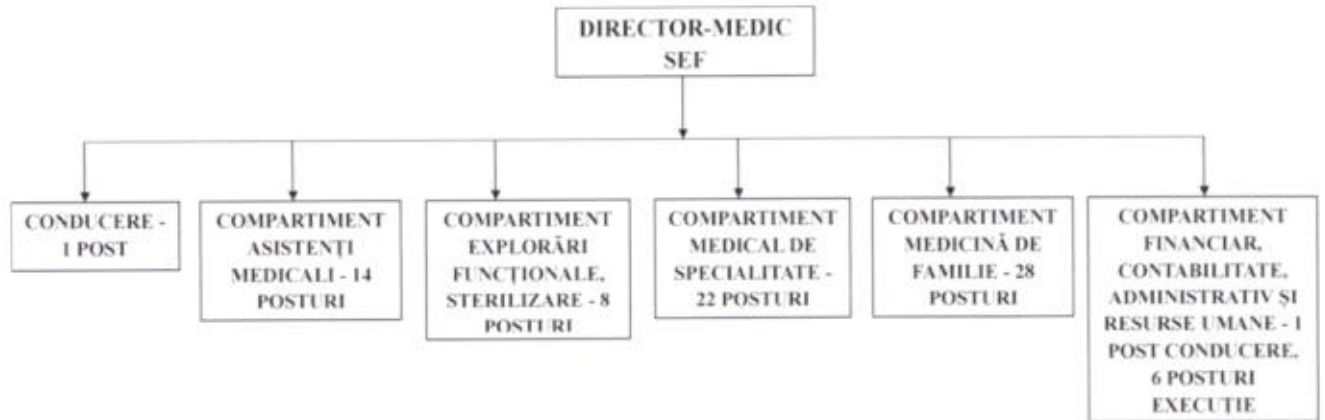 DIRECTOR-MEDIC
SEF
CONDUCERE -
1 POST
COMPARTIMENT
ASISTENȚI
MEDICALI - 14
POSTURI
COMPARTIMENT
EXPLORĂRI
FUNCȚIONALE,
STERILIZARE - 8
POSTURI
COMPARTIMENT
MEDICAL DE
SPECIALITATE -
22 POSTURI
COMPARTIMENT
MEDICINĂ DE
FAMILIE - 28
POSTURI
COMPARTIMENT
FINANCIAR,
CONTABILITATE,
ADMINISTRATIV ȘI
RESURSE UMANE - 1
POST CONDUCERE,
6 POSTURI
EXECUȚIE